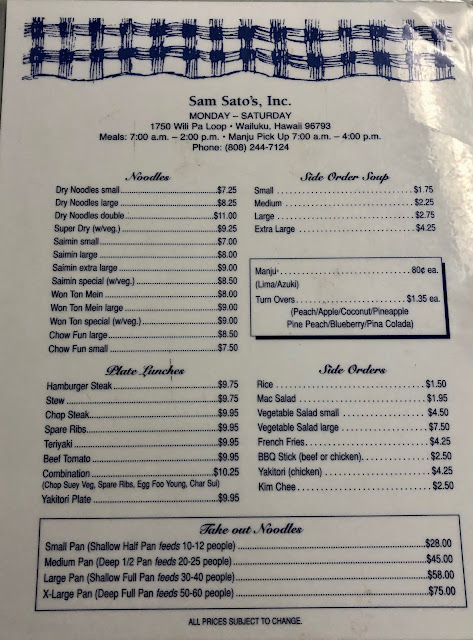 Sam Sato's, Inc.
MONDAY – SATURDAY
1750 Wili Pa Loop • Wailuku, Hawaii 96793
Meals: 7:00 a.m. – 2:00 p.m. • Manju Pick Up 7:00 a.m. – 4:00 p.m.
Phone: (808) 244-7124
Noodles
Dry Noodles small $7.25
Dry Noodles large $8.25
Dry Noodles double $11.00
Super Dry (w/veg.) $9.25
Saimin small $7.00
Saimin large $8.00
Saimin extra large $9.00
Saimin special (w/veg.) $8.50
Won Ton Mein $8.00
Won Ton Mein large $9.00
Won Ton special (w/veg.) $9.00
Chow Fun large $8.50
Chow Fun small $7.50
Side Order Soup
Small $1.75
Medium $2.25
Large $2.75
Extra Large $4.25
Manju 80¢ ea.
(Lima/Azuki)
Turn Overs $1.35 ea.
(Peach/Apple/Coconut/Pineapple
Pine Peach/Blueberry/Pina Colada)
Plate Lunches
Hamburger Steak $9.75
Stew $9.75
Chop Steak $9.95
Spare Ribs $9.95
Teriyaki $9.95
Beef Tomato $9.95
Combination $10.25
(Chop Suey Veg, Spare Ribs, Egg Foo Young, Char Sui)
Yakitori Plate $9.95
Side Orders
Rice $1.50
Mac Salad $1.95
Vegetable Salad small $4.50
Vegetable Salad large $7.50
French Fries $4.25
BBQ Stick (beef or chicken) $2.50
Yakitori (chicken) $4.25
Kim Chee $2.50
Take out Noodles
Small Pan (Shallow Half Pan feeds 10-12 people) $28.00
Medium Pan (Deep 1/2 Pan feeds 20-25 people) $45.00
Large Pan (Shallow Full Pan feeds 30-40 people) $58.00
X-Large Pan (Deep Full Pan feeds 50-60 people) $75.00
ALL PRICES SUBJECT TO CHANGE.